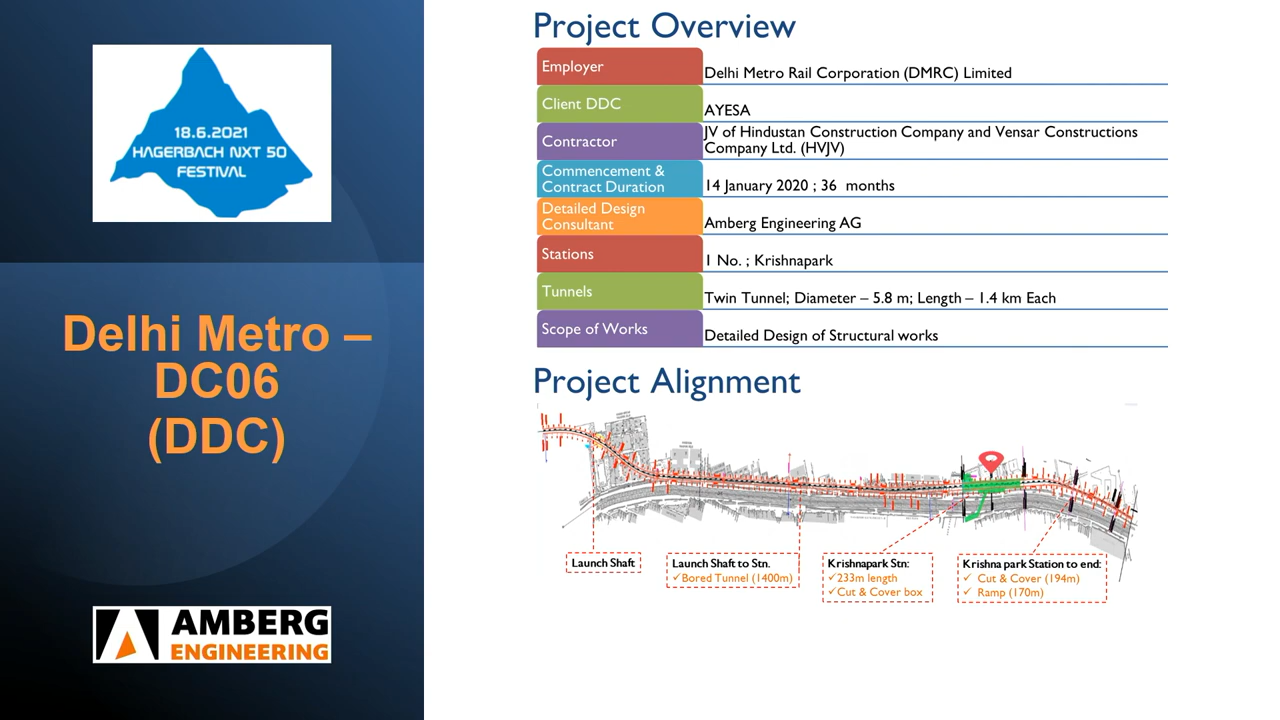 18.6.2021
HAGERBACH NXT 50
FESTIVAL
Delhi Metro –
DC06
(DDC)
AMBERG
ENGINEERING
Project Overview
Employer
Delhi Metro Rail Corporation (DMRC) Limited
Client DDC
AYESA
Contractor
JV of Hindustan Construction Company and Vensar Constructions
Company Ltd. (HVJV)
Commencement &
Contract Duration
14 January 2020 ; 36 months
Detailed Design
Consultant
Amberg Engineering AG
Stations
1 No. ; Krishnapark
Tunnels
Twin Tunnel; Diameter – 5.8 m; Length – 1.4 km Each
Scope of Works
Detailed Design of Structural works
Project Alignment
Launch Shaft
Launch Shaft to Stn.
✓Bored Tunnel (1400m)
Krishnapark Stn:
✓233m length
✓Cut & Cover box
Krishna park Station to end:
✓ Cut & Cover (194m)
✓ Ramp (170m)